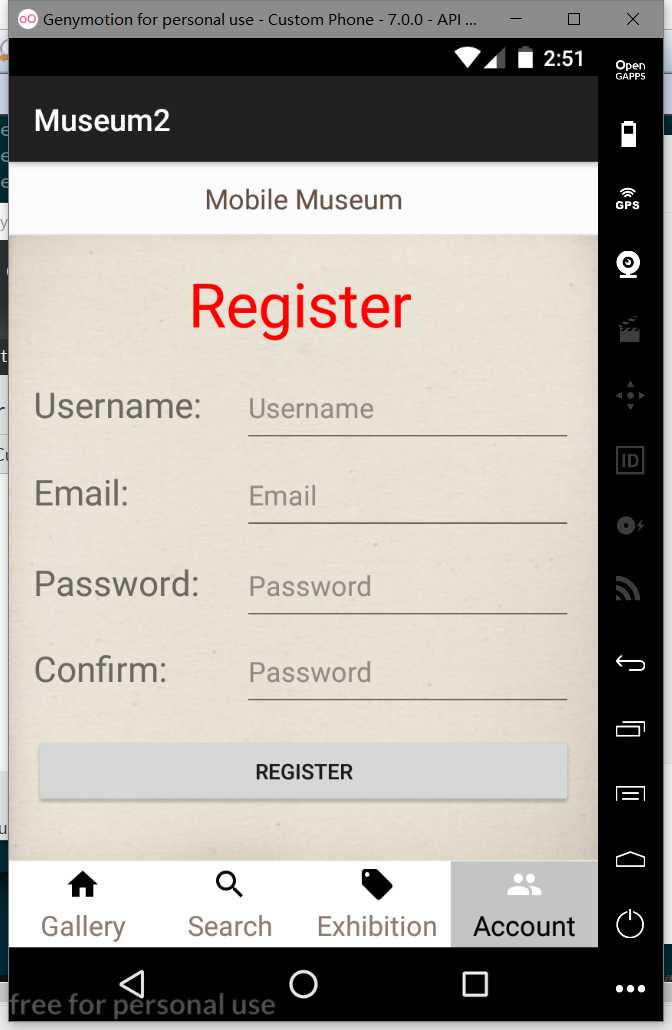 Genymotion for personal use - Custom Phone - 7.0.0 - API ...
2:51
Open
GAPPS
Museum2
GPS
Mobile Museum
Register
Username: Username
ID
Email: Email
Password: Password
Confirm: Password
REGISTER
Gallery Search Exhibition Account
free for personal use